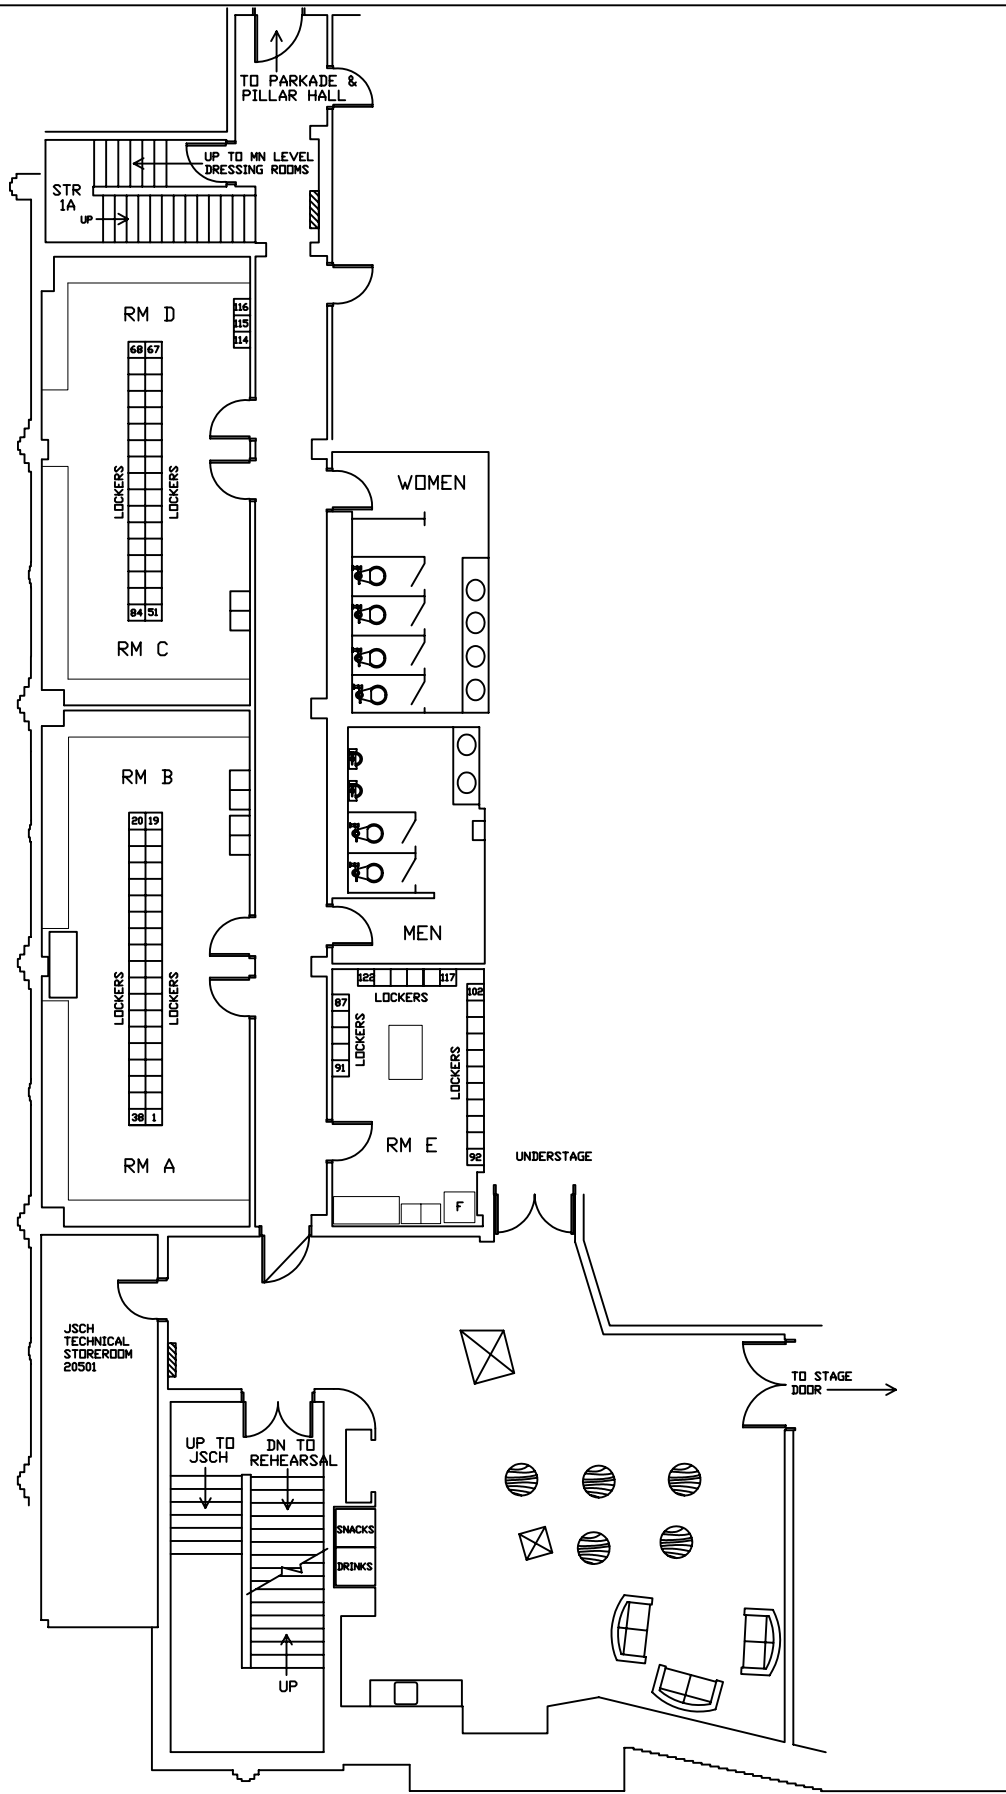 TO PARKADE &
PILLAR HALL
UP TO MN LEVEL
DRESSING ROOMS
STR
1A
UP
RM D
116
115
114
68 67
LOCKERS
LOCKERS
84 51
RM C
WOMEN
RM B
20 19
LOCKERS
LOCKERS
38 1
RM A
MEN
122 117
LOCKERS
87
102
LOCKERS
LOCKERS
91
RM E
92
F
UNDERSTAGE
JSCH
TECHNICAL
STOREROOM
20501
TO STAGE
DOOR
UP TO
JSCH
DN TO
REHEARSAL
SNACKS
DRINKS
UP